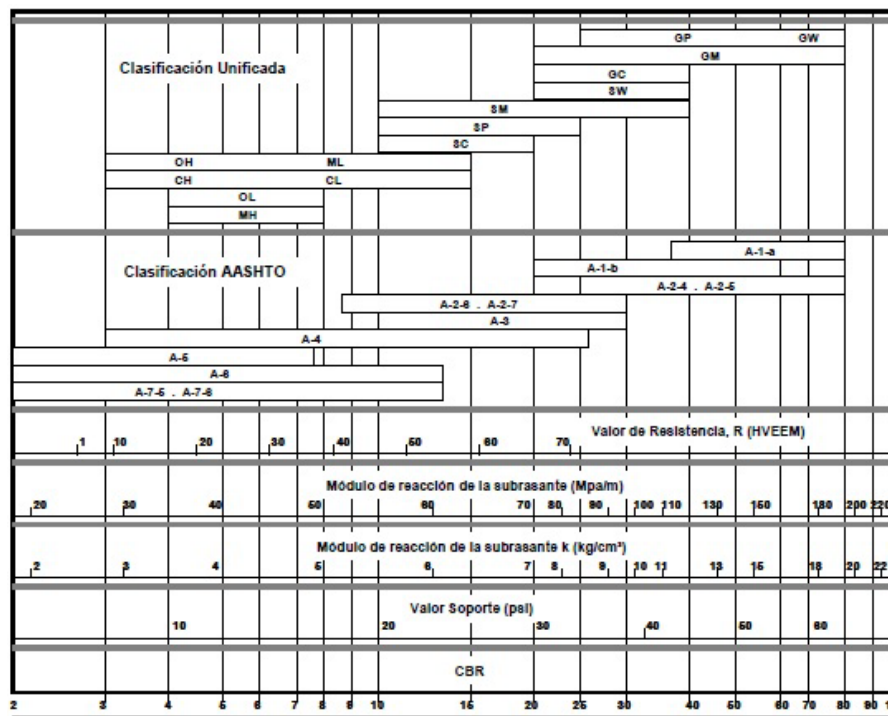 GP GW
Clasificación Unificada
GM
GC
SW
SM
SP
SC
OH ML
CH CL
OL
MH
A-1-a
Clasificación AASHTO
A-1-b
A-2-4 . A-2-5
A-2-6 . A-2-7
A-3
A-4
A-5
A-6
A-7-5 . A-7-6
Valor de Resistencia, R (HVEEM)
1 10 20 30 40 50 60 70
Módulo de reacción de la subrasante (Mpa/m)
20 30 40 50 60 70 80 90 100 110 130 150 180 200 220
Módulo de reacción de la subrasante k (kg/cm³)
2 3 4 5 6 7 8 9 10 11 13 15 18 20 22
Valor Soporte (psi)
10 20 30 40 50 60
CBR
2 3 4 5 6 7 8 9 10 15 20 25 30 40 50 60 70 80 90